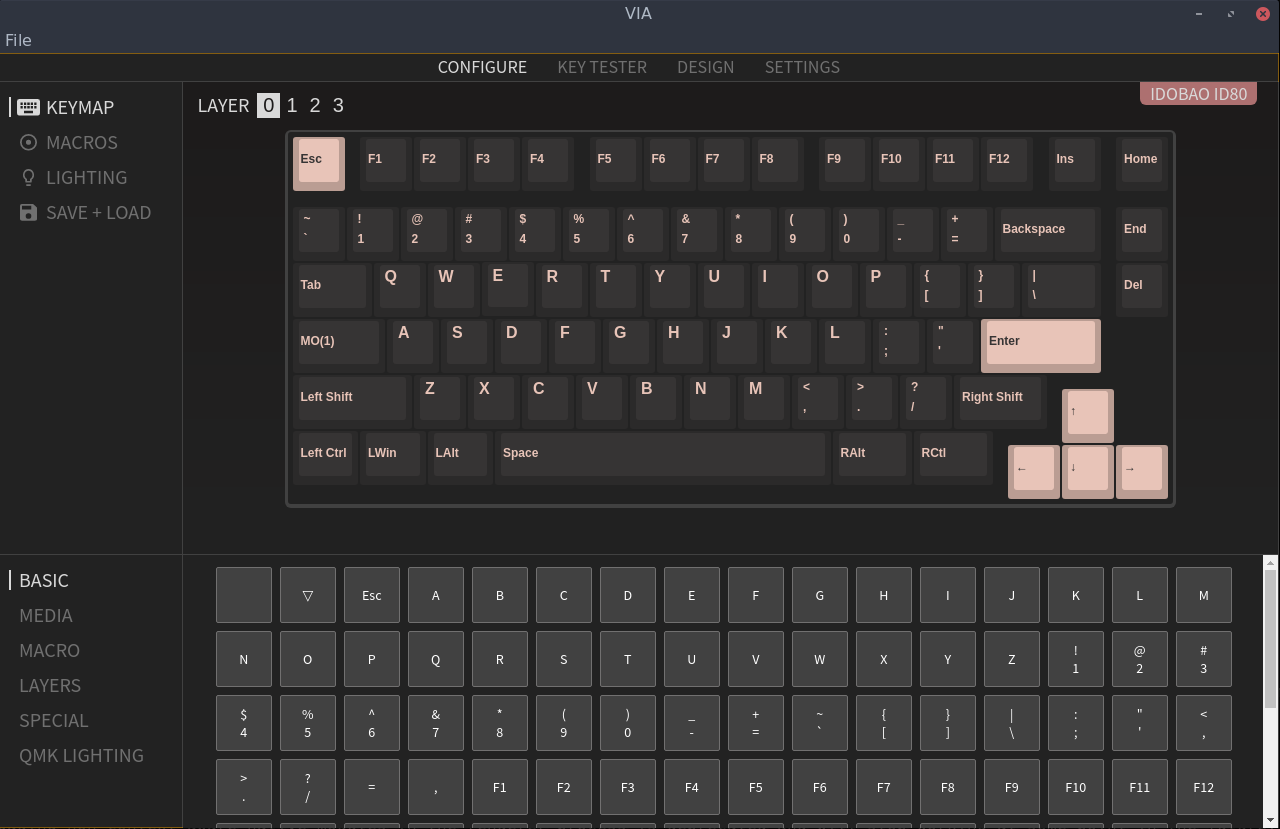 VIA
File
CONFIGURE KEY TESTER DESIGN SETTINGS
KEYMAP
MACROS
LIGHTING
SAVE + LOAD
LAYER 0 1 2 3
IDOBAO ID80
Esc F1 F2 F3 F4 F5 F6 F7 F8 F9 F10 F11 F12 Ins Home
~ ! @ # $ % ^ & * ( ) _ +
` 1 2 3 4 5 6 7 8 9 0 - = Backspace End
Tab Q W E R T Y U I O P { } |
[ ] \ Del
MO(1) A S D F G H J K L : "
; ' Enter
Left Shift Z X C V B N M < > ?
, . / Right Shift ↑
Left Ctrl LWin LAlt Space RAlt RCtl ← ↓ →
BASIC
MEDIA
MACRO
LAYERS
SPECIAL
QMK LIGHTING
▽ Esc A B C D E F G H I J K L M
N O P Q R S T U V W X Y Z ! @ #
1 2 3
$ % ^ & * ( ) _ + ~ { } | : " <
4 5 6 7 8 9 0 - = ` [ ] \ ; ' ,
> ?
. / = , F1 F2 F3 F4 F5 F6 F7 F8 F9 F10 F11 F12